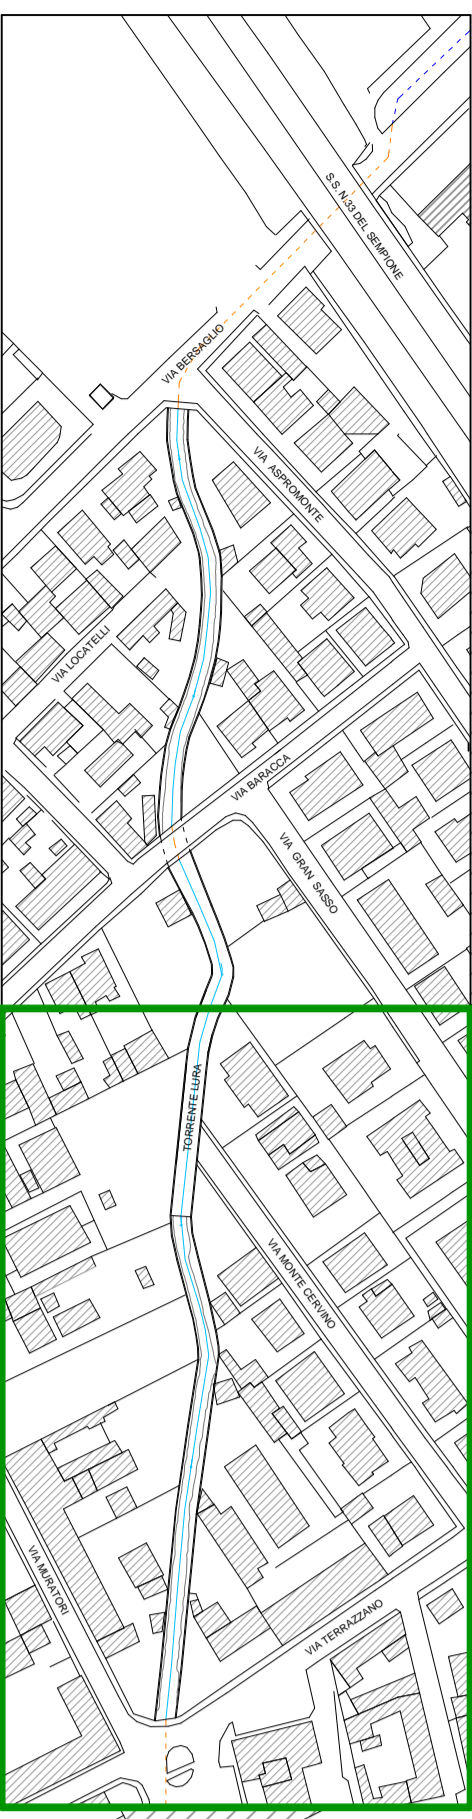 S.S. N.33 DEL SEMPIONE
VIA BERSAGLIO
VIA ASPROMONTE
VIA LOCATELLI
VIA BARACCA
VIA GRAN SASSO
TORRENTE LURA
VIA MONTE CERVINO
VIA MURATORI
VIA TERRAZZANO